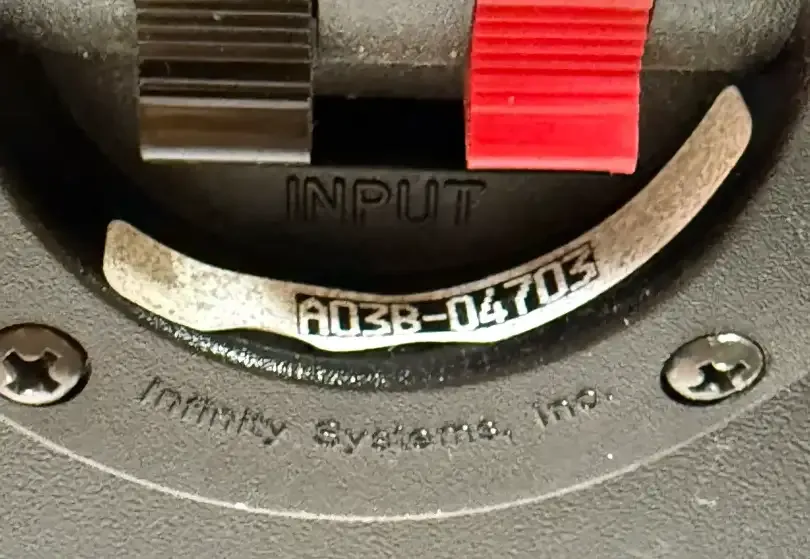 INPUT
A03B-04703
Infinity Systems, Inc.